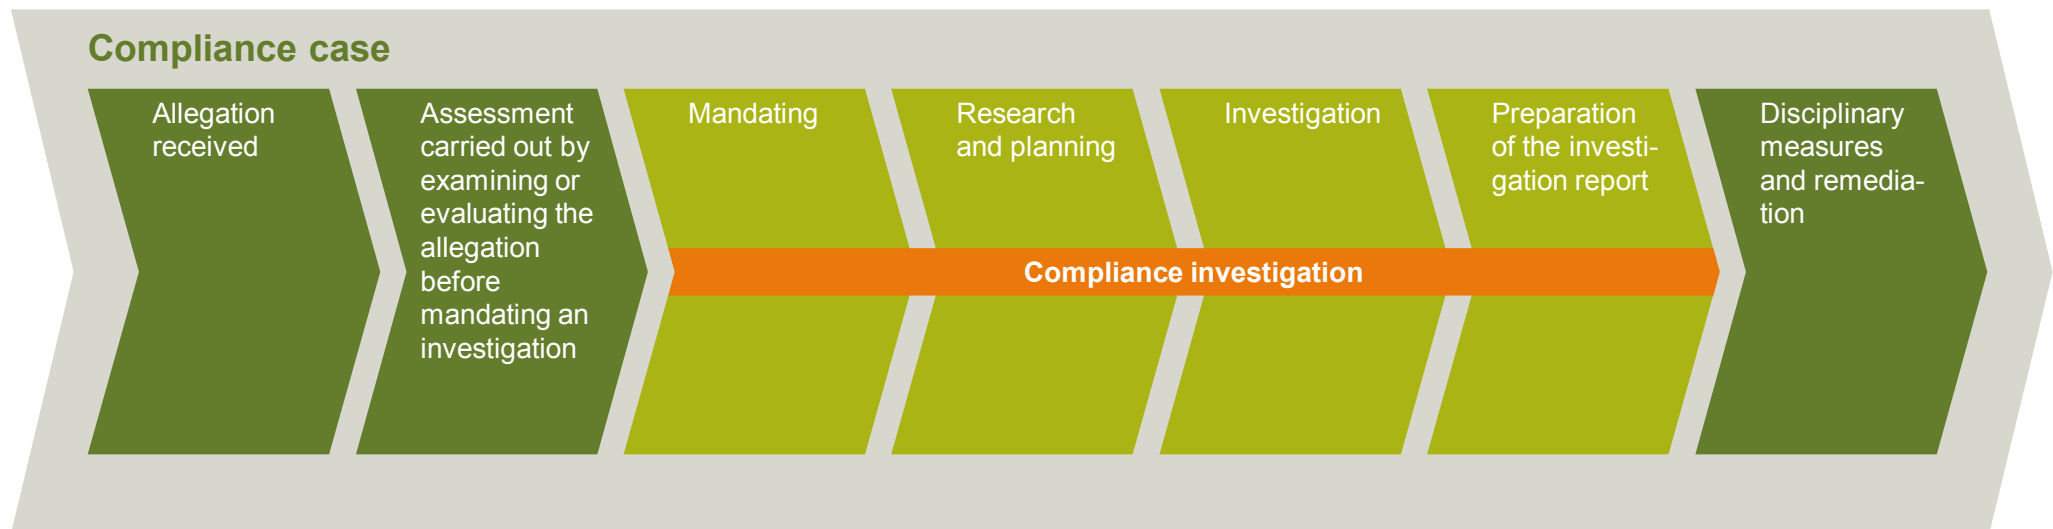 Compliance case
Allegation
received
Assessment
carried out by
examining or
evaluating the
allegation
before
mandating an
investigation
Mandating
Research
and planning
Investigation
Preparation
of the investi-
gation report
Disciplinary
measures
and remedia-
tion
Compliance investigation